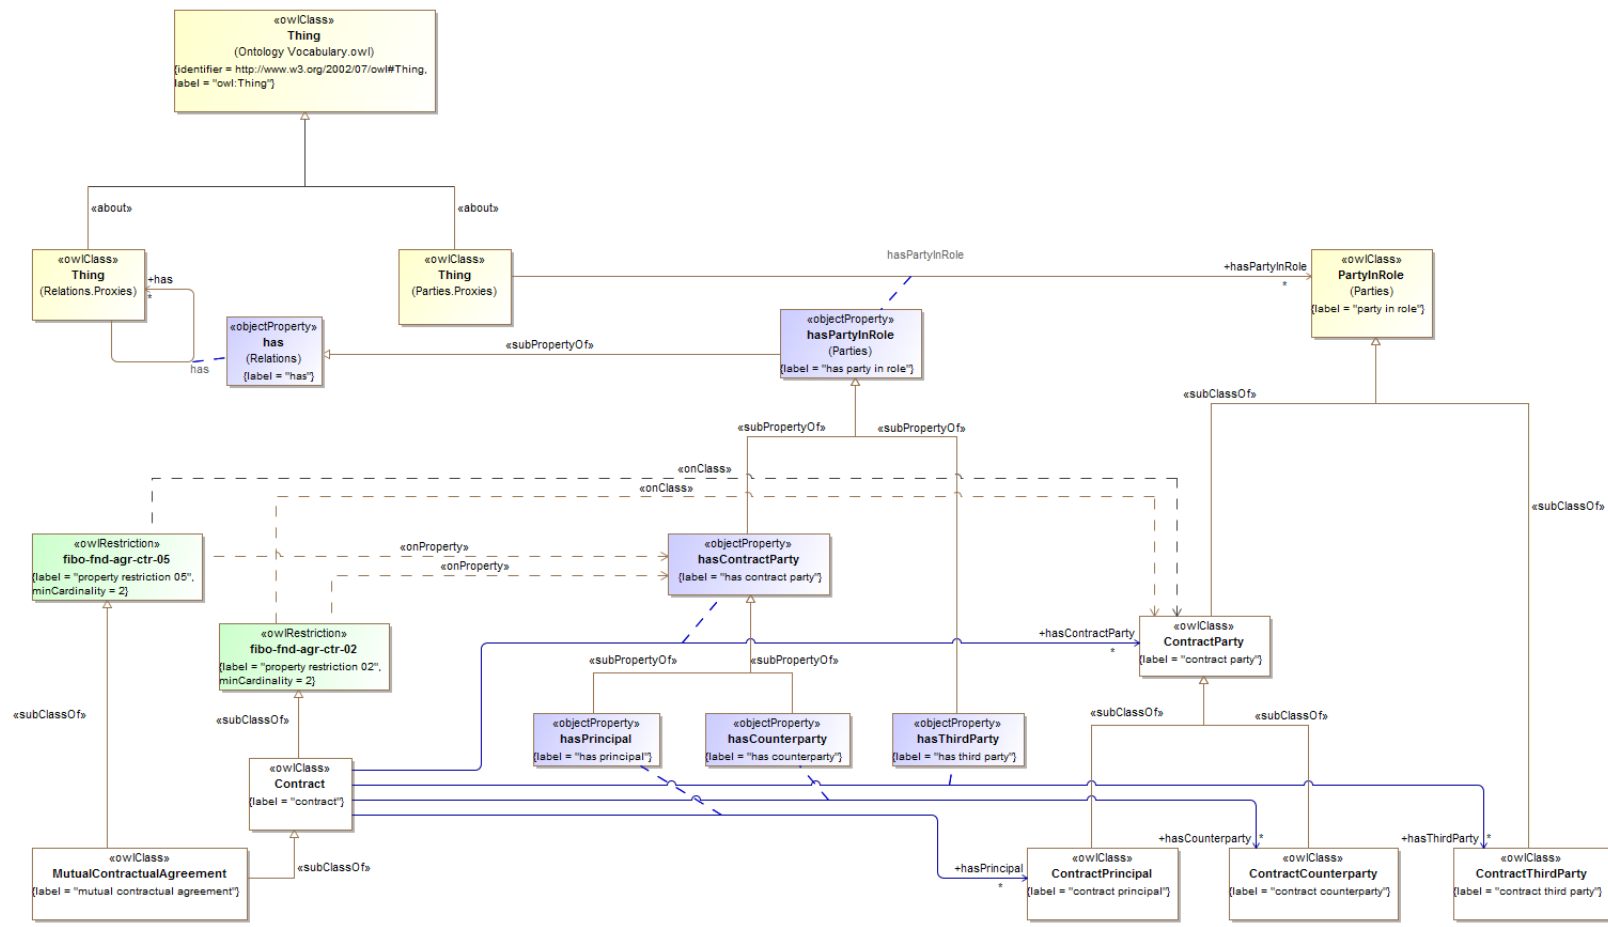 «owlClass»
Thing
(Ontology Vocabulary.owl)
{identifier = http://www.w3.org/2002/07/owl#Thing,
label = "owl:Thing"}
«about»
«about»
«owlClass»
Thing
(Relations.Proxies)
+has
*
has
«owlClass»
Thing
(Parties.Proxies)
hasPartyInRole
+hasPartyInRole
*
«owlClass»
PartyInRole
(Parties)
{label = "party in role"}
«objectProperty»
has
(Relations)
{label = "has"}
«subPropertyOf»
«objectProperty»
hasPartyInRole
(Parties)
{label = "has party in role"}
«subClassOf»
«subPropertyOf»
«subPropertyOf»
«onClass»
«onClass»
«subClassOf»
«owlRestriction»
fibo-fnd-agr-ctr-05
{label = "property restriction 05",
minCardinality = 2}
«onProperty»
«onProperty»
«objectProperty»
hasContractParty
{label = "has contract party"}
«owlRestriction»
fibo-fnd-agr-ctr-02
{label = "property restriction 02",
minCardinality = 2}
+hasContractParty
*
«owlClass»
ContractParty
{label = "contract party"}
«subPropertyOf»
«subPropertyOf»
«subClassOf»
«subClassOf»
«subClassOf»
«subClassOf»
«objectProperty»
hasPrincipal
{label = "has principal"}
«objectProperty»
hasCounterparty
{label = "has counterparty"}
«objectProperty»
hasThirdParty
{label = "has third party"}
«owlClass»
Contract
{label = "contract"}
+hasCounterparty
*
+hasThirdParty
*
+hasPrincipal
*
«subClassOf»
«owlClass»
MutualContractualAgreement
{label = "mutual contractual agreement"}
«owlClass»
ContractPrincipal
{label = "contract principal"}
«owlClass»
ContractCounterparty
{label = "contract counterparty"}
«owlClass»
ContractThirdParty
{label = "contract third party"}